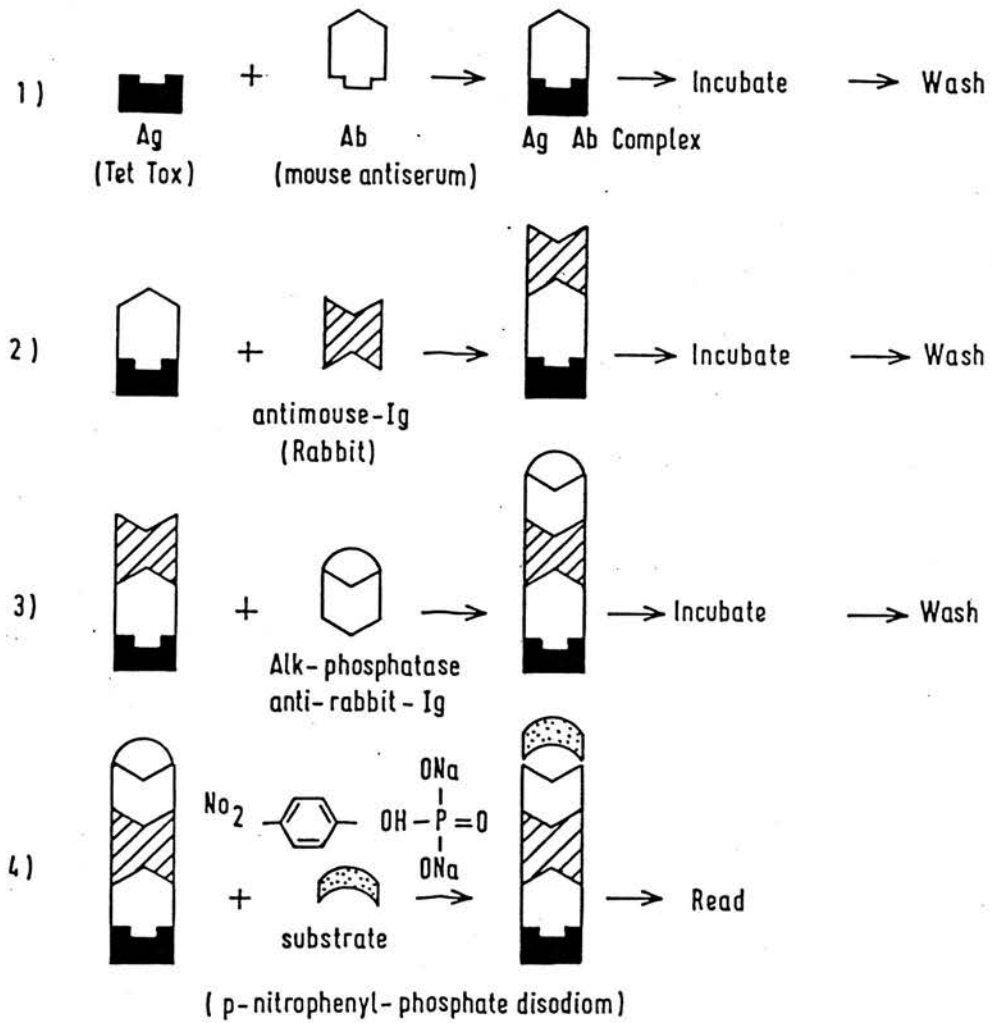 1)
+
Ag
(Tet Tox)
Ab
(mouse antiserum)
Ag Ab Complex
→ Incubate → Wash
2)
+
antimouse-Ig
(Rabbit)
→ Incubate → Wash
3)
+
Alk-phosphatase
anti-rabbit-Ig
→ Incubate → Wash
4)
No2
ONa
OH-P=O
ONa
+
substrate
→ Read
( p-nitrophenyl-phosphate disodiom)